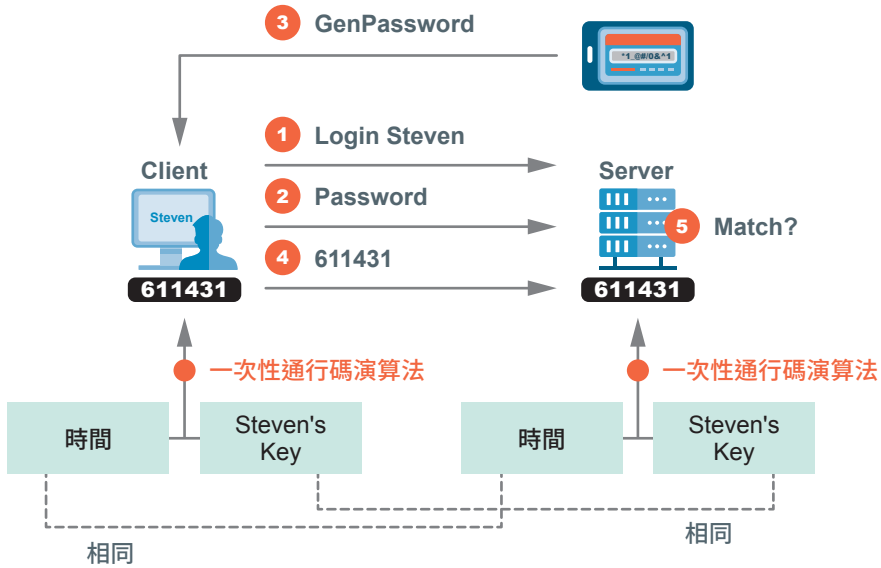 3 GenPassword
*1_@#/0&^1
1 Login Steven
Client
Server
2 Password
Steven
5 Match?
4 611431
611431
611431
一次性通行碼演算法
一次性通行碼演算法
時間
Steven's
Key
時間
Steven's
Key
相同
相同